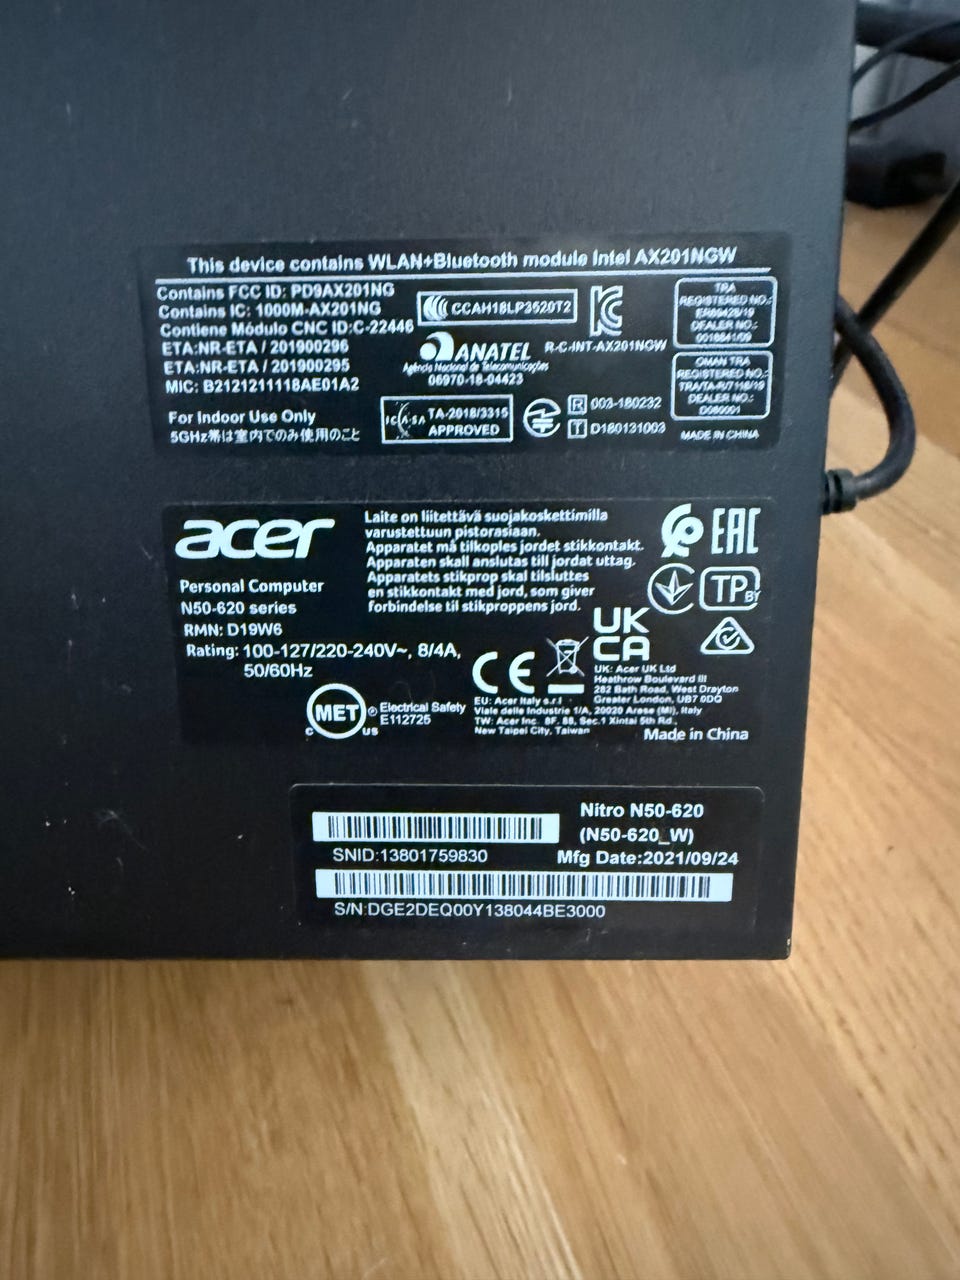 This device contains WLAN+Bluetooth module Intel AX201NGW
Contains FCC ID: PD9AX201NG
Contains IC: 1000M-AX201NG
Contiene Módulo CNC ID:C-22446
ETA:NR-ETA / 201900296
ETA:NR-ETA / 201900295
MIC: B2121211118AE01A2
CCAH18LP3520T2
ANATEL
Agência Nacional de Telecomunicações
06970-18-04423
R-C-INT-AX201NGW
TRA
REGISTERED NO.:
DEALER NO.:
OMAN TRA
REGISTERED NO.:
DEALER NO.:
D080001
For Indoor Use Only
5GHz帯は室内でのみ使用のこと
ICASA TA-2018/3315
APPROVED
R 003-180232
T D180131003
MADE IN CHINA
acer
Personal Computer
N50-620 series
RMN: D19W6
Rating: 100-127/220-240V~, 8/4A,
50/60Hz
Laite on liitettävä suojakoskettimilla
varustettuun pistorasiaan.
Apparatet må tilkoples jordet stikkontakt.
Apparaten skall anslutas till jordat uttag.
Apparatets stikprop skal tilsluttes
en stikkontakt med jord, som giver
forbindelse til stikproppens jord.
EAC
TP BY
UK
CA
CE
MET
C US
Electrical Safety
E112725
UK: Acer UK Ltd
Heathrow Boulevard III
282 Bath Road, West Drayton
Greater London, UB7 0DQ
EU: Acer Italy s.r.l
Viale delle Industrie 1/A, 20020 Arese (MI), Italy
TW: Acer Inc. 8F, 88, Sec.1 Xintai 5th Rd.,
New Taipei City, Taiwan
Made in China
Nitro N50-620
(N50-620_W)
SNID:13801759830
Mfg Date:2021/09/24
S/N:DGE2DEQ00Y138044BE3000